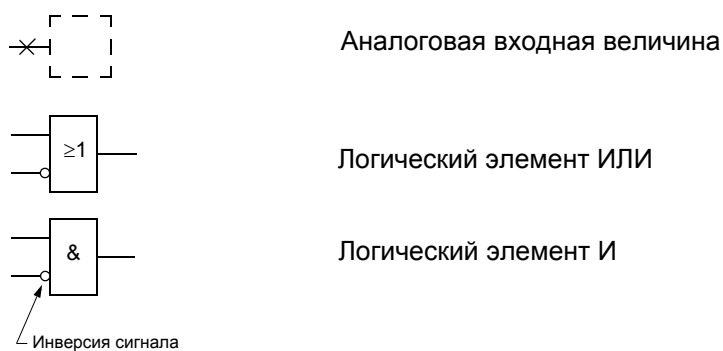 Аналоговая входная величина
≥1
Логический элемент ИЛИ
&
Логический элемент И
Инверсия сигнала